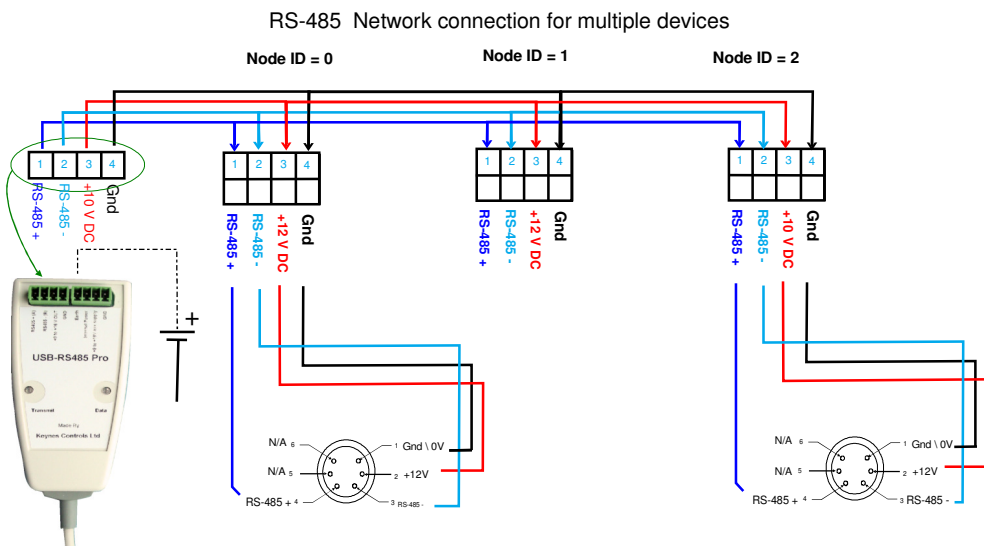 RS-485 Network connection for multiple devices
Node ID = 0
Node ID = 1
Node ID = 2
1 2 3 4
RS-485 +
RS-485 -
+10 V DC
Gnd
1 2 3 4
RS-485 +
RS-485 -
+12 V DC
Gnd
1 2 3 4
RS-485 +
RS-485 -
+12 V DC
Gnd
1 2 3 4
RS-485 +
RS-485 -
+10 V DC
Gnd
+
GND
GND
USB-RS485 Pro
Transmit
Data
Made By
Keynes Controls Ltd
N/A 6
1 Gnd \ 0V
N/A 5
2 +12V
RS-485 + 4
3 RS-485 -
N/A 6
1 Gnd \ 0V
N/A 5
2 +12V
RS-485 + 4
3 RS-485 -